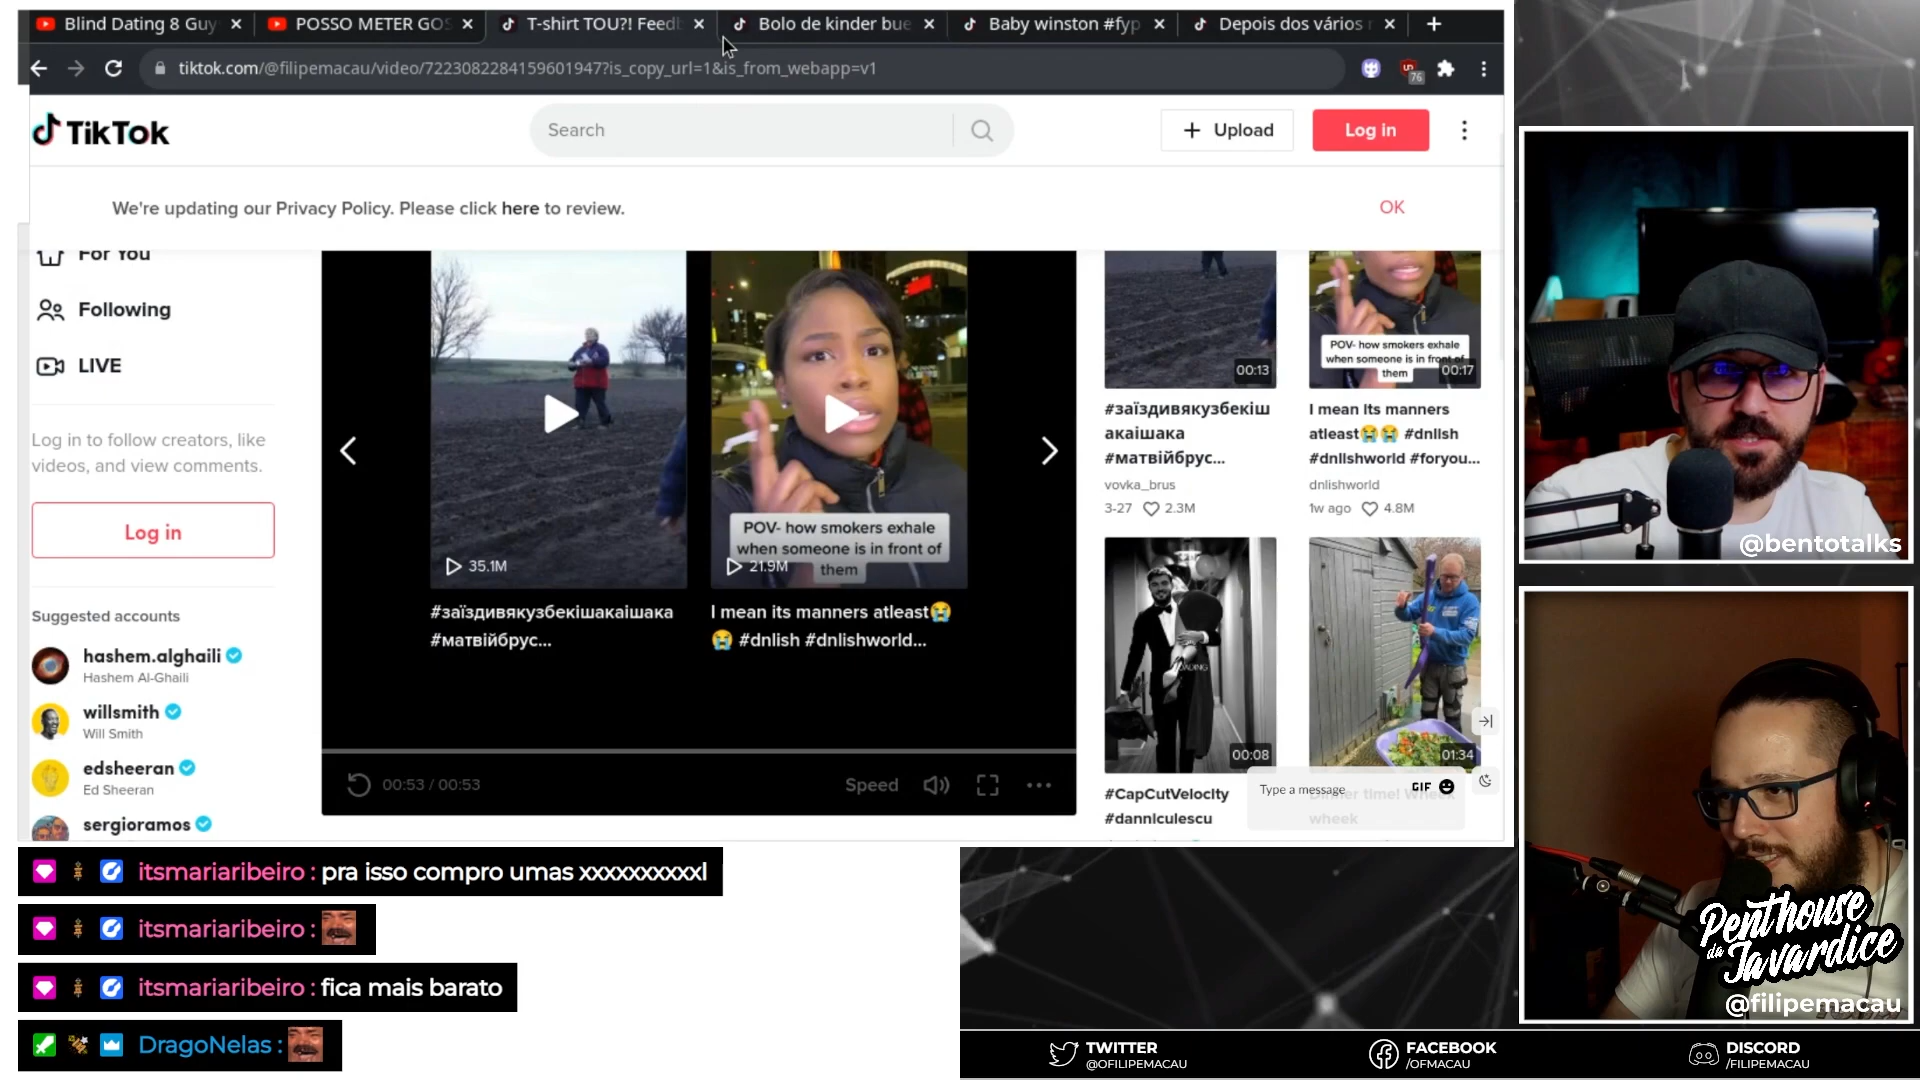 Blind Dating 8 Guy
POSSO METER GOS
T-shirt TOU?! Feedb
Bolo de kinder bue
Baby winston #fyp
Depois dos vários
tiktok.com/@filipemacau/video/7223082284159601947?is_copy_url=1&is_from_webapp=v1
76
TikTok
Search
Upload
Log in
We're updating our Privacy Policy. Please click here to review.
OK
For You
Following
LIVE
Log in to follow creators, like
videos, and view comments.
Log in
Suggested accounts
hashem.alghaili
Hashem Al-Ghaili
willsmith
Will Smith
edsheeran
Ed Sheeran
sergioramos
POV- how smokers exhale
when someone is in front of
them
35.1M
21.9M
#заїздивякузбекішакаішака
#матвійбрус...
I mean its manners atleast😭
😭 #dnlish #dnlishworld...
00:53 / 00:53
Speed
00:13
POV- how smokers exhale
when someone is in front of
them
00:17
#заїздивякузбекіш
акаішака
#матвійбрус...
vovka_brus
3-27 2.3M
I mean its manners
atleast😭😭 #dnlish
#dnlishworld #foryou...
dnlishworld
1w ago 4.8M
00:08
01:34
#CapCutVelocity
#danniculescu
Type a message
GIF
Dinner time! Wheek
wheek
itsmariaribeiro : pra isso compro umas xxxxxxxxxxl
itsmariaribeiro :
itsmariaribeiro : fica mais barato
DragoNelas :
@bentotalks
Penthouse
da Javardice
@filipemacau
TWITTER
@OFILIPEMACAU
FACEBOOK
/OFMACAU
DISCORD
/FILIPEMACAU